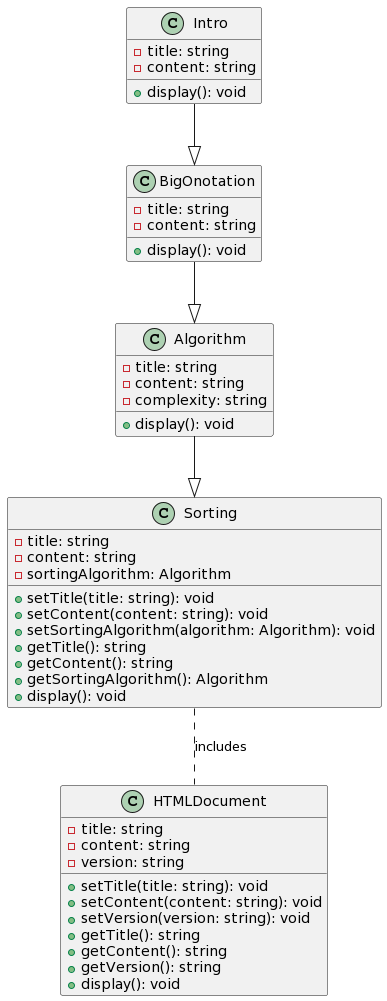 C Intro
title: string
content: string
display(): void
C BigOnotation
title: string
content: string
display(): void
C Algorithm
title: string
content: string
complexity: string
display(): void
C Sorting
title: string
content: string
sortingAlgorithm: Algorithm
setTitle(title: string): void
setContent(content: string): void
setSortingAlgorithm(algorithm: Algorithm): void
getTitle(): string
getContent(): string
getSortingAlgorithm(): Algorithm
display(): void
includes
C HTMLDocument
title: string
content: string
version: string
setTitle(title: string): void
setContent(content: string): void
setVersion(version: string): void
getTitle(): string
getContent(): string
getVersion(): string
display(): void